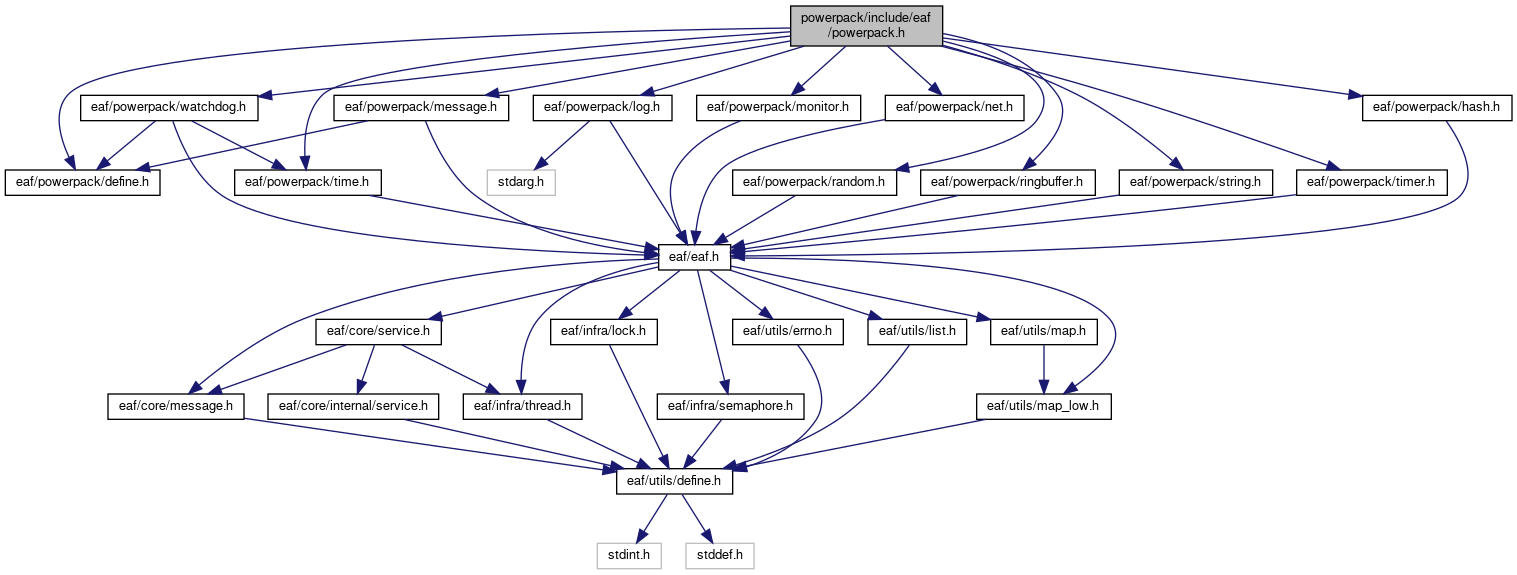 powerpack/include/eaf
/powerpack.h
eaf/powerpack/watchdog.h
eaf/powerpack/message.h
eaf/powerpack/log.h
eaf/powerpack/monitor.h
eaf/powerpack/net.h
eaf/powerpack/hash.h
eaf/powerpack/define.h
eaf/powerpack/time.h
stdarg.h
eaf/powerpack/random.h
eaf/powerpack/ringbuffer.h
eaf/powerpack/string.h
eaf/powerpack/timer.h
eaf/eaf.h
eaf/core/service.h
eaf/infra/lock.h
eaf/utils/errno.h
eaf/utils/list.h
eaf/utils/map.h
eaf/core/message.h
eaf/core/internal/service.h
eaf/infra/thread.h
eaf/infra/semaphore.h
eaf/utils/map_low.h
eaf/utils/define.h
stdint.h
stddef.h